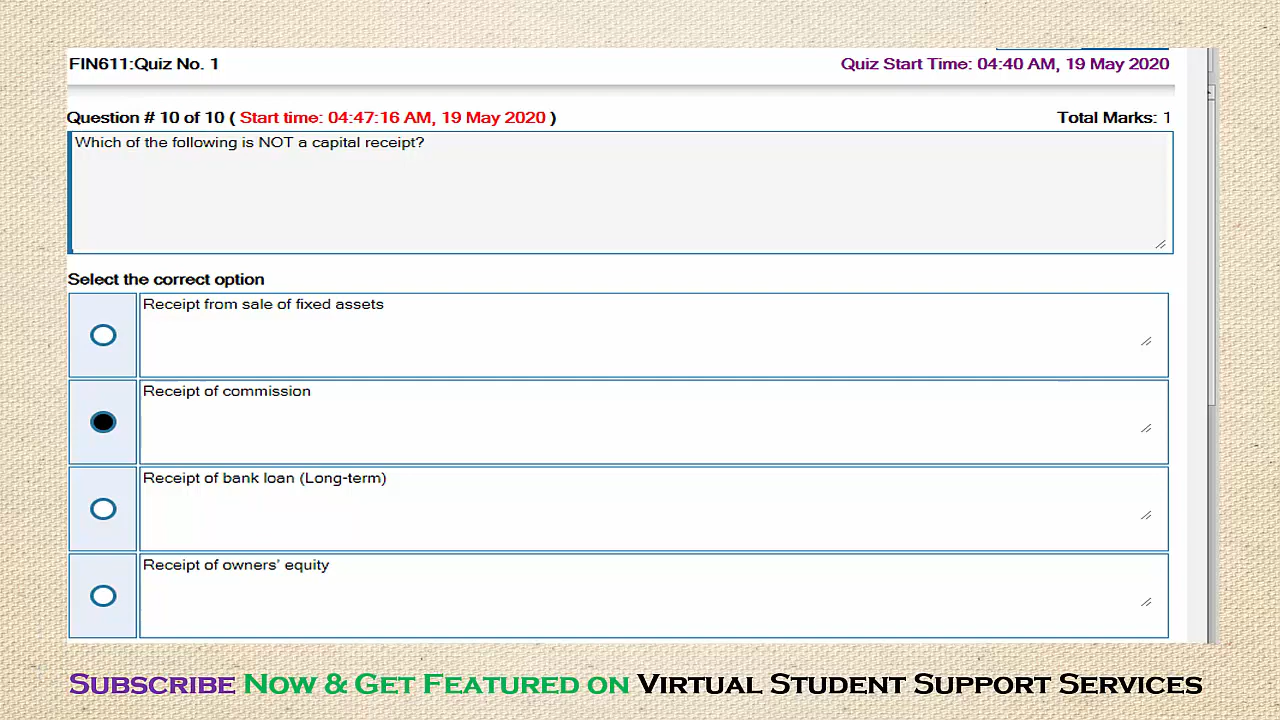 FIN611:Quiz No. 1 Quiz Start Time: 04:40 AM, 19 May 2020
Question # 10 of 10 ( Start time: 04:47:16 AM, 19 May 2020 ) Total Marks: 1
Which of the following is NOT a capital receipt?
Select the correct option
Receipt from sale of fixed assets
Receipt of commission
Receipt of bank loan (Long-term)
Receipt of owners’ equity
SUBSCRIBE NOW & GET FEATURED ON VIRTUAL STUDENT SUPPORT SERVICES